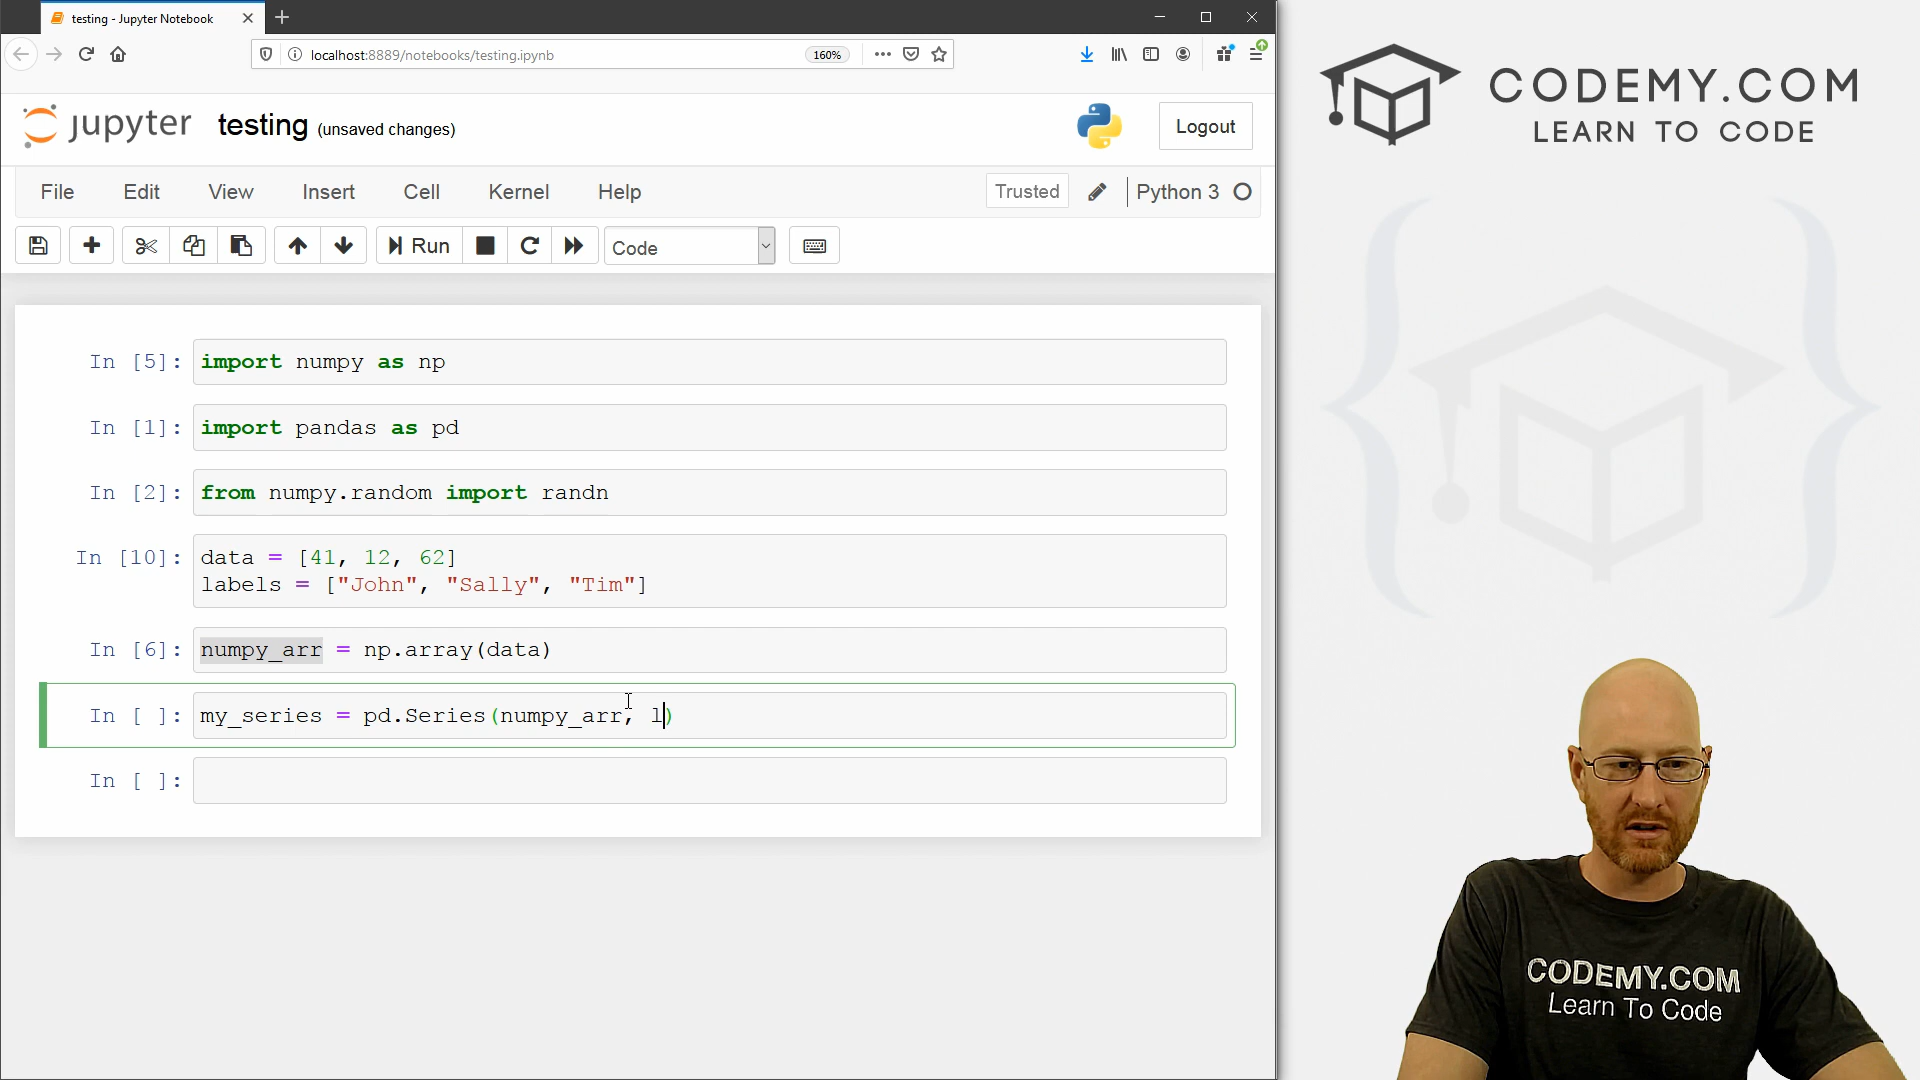 testing - Jupyter Notebook
localhost:8889/notebooks/testing.ipynb
160%
jupyter testing (unsaved changes)
Logout
File Edit View Insert Cell Kernel Help
Trusted
Python 3
Run
Code
In [5]: import numpy as np
In [1]: import pandas as pd
In [2]: from numpy.random import randn
In [10]: data = [41, 12, 62]
labels = ["John", "Sally", "Tim"]
In [6]: numpy_arr = np.array(data)
In [ ]: my_series = pd.Series(numpy_arr, l)
In [ ]:
CODEMY.COM
LEARN TO CODE
CODEMY.COM
Learn To Code